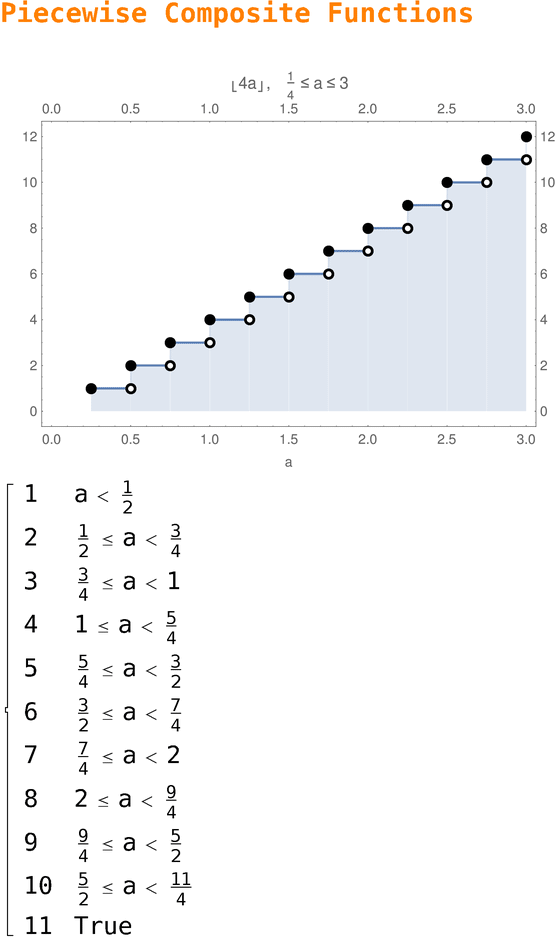 Piecewise Composite Functions
⌊4a⌋, 1/4 ≤ a ≤ 3
0.0 0.5 1.0 1.5 2.0 2.5 3.0
12 12
10 10
8 8
6 6
4 4
2 2
0 0
0.0 0.5 1.0 1.5 2.0 2.5 3.0
a
1 a < 1/2
2 1/2 ≤ a < 3/4
3 3/4 ≤ a < 1
4 1 ≤ a < 5/4
5 5/4 ≤ a < 3/2
6 3/2 ≤ a < 7/4
7 7/4 ≤ a < 2
8 2 ≤ a < 9/4
9 9/4 ≤ a < 5/2
10 5/2 ≤ a < 11/4
11 True